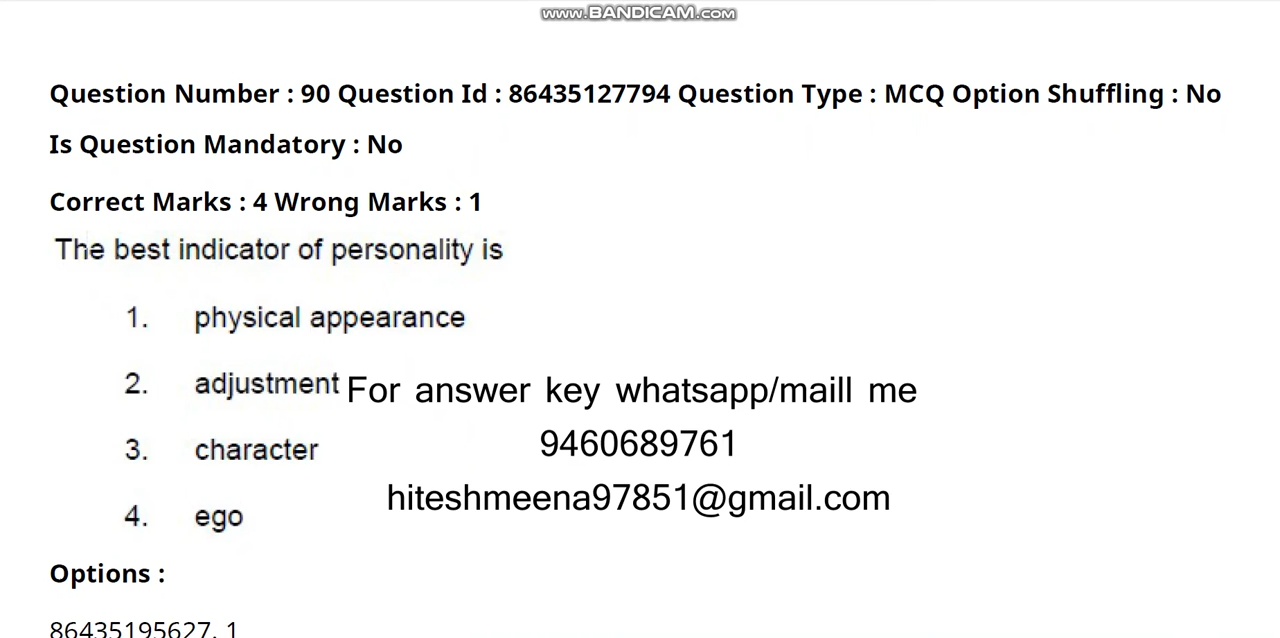 www.BANDICAM.com
Question Number : 90 Question Id : 86435127794 Question Type : MCQ Option Shuffling : No
Is Question Mandatory : No
Correct Marks : 4 Wrong Marks : 1
The best indicator of personality is
1. physical appearance
2. adjustment
For answer key whatsapp/maill me
9460689761
3. character
hiteshmeena97851@gmail.com
4. ego
Options :
86435195627. 1